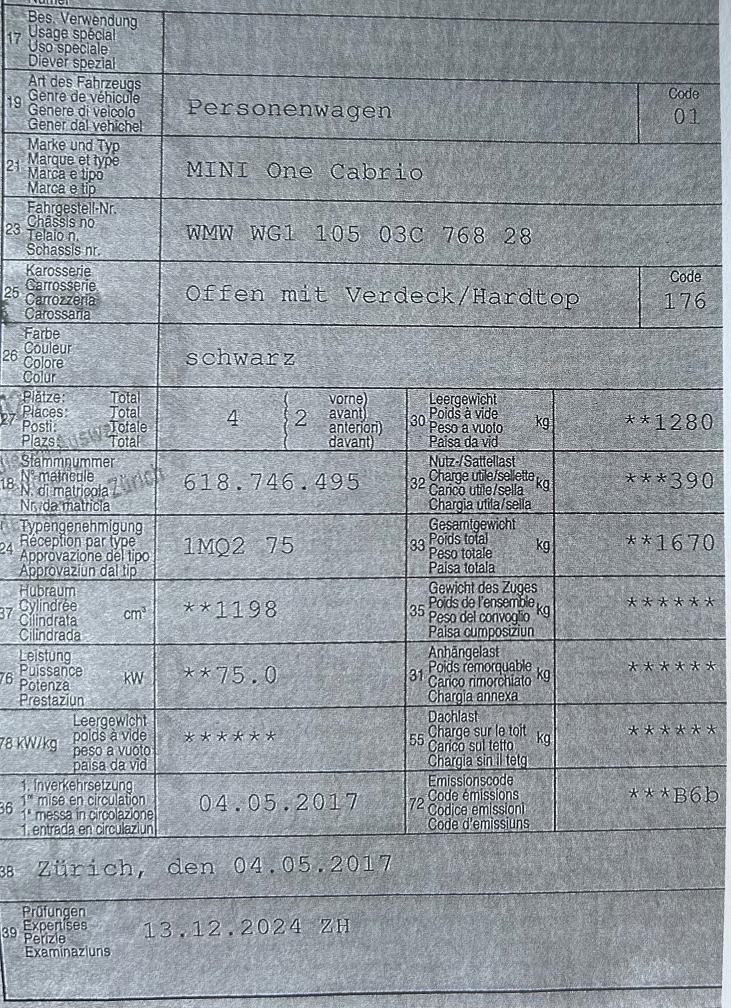 17 Bes. Verwendung
Usage spécial
Uso speciale
Diever spezial
19 Art des Fahrzeugs
Genre de véhicule
Genere di veicolo
Gener dal vehichel
Personenwagen
Code
01
21 Marke und Typ
Marque et type
Marca e tipo
Marca e tip
MINI One Cabrio
23 Fahrgestell-Nr.
Châssis no
Telaio n.
Schassis nr.
WMW WG1 105 03C 768 28
25 Karosserie
Carrosserie
Carrozzeria
Carossaria
Offen mit Verdeck/Hardtop
Code
176
26 Farbe
Couleur
Colore
Colur
schwarz
27 Plätze: Total
Places: Total
Posti: Totale
Plazs: Total
4
2
vorne)
avant)
anteriori)
davant)
30 Leergewicht
Poids à vide
Peso a vuoto
Paisa da vid
kg
**1280
18 Stammnummer
N° matricule
N. di matricola
Nr. da matricla
618.746.495
32 Nutz-/Sattellast
Charge utile/sellette
Carico utile/sella
Chargia utila/sella
kg
***390
24 Typengenehmigung
Réception par type
Approvazione del tipo
Approvaziun dal tip
1MQ2 75
33 Gesamtgewicht
Poids total
Peso totale
Paisa totala
kg
**1670
37 Hubraum
Cylindrée
Cilindrata
Cilindrada
cm³
**1198
35 Gewicht des Zuges
Poids de l'ensemble
Peso del convoglio
Paisa cumposiziun
kg
******
76 Leistung
Puissance
Potenza
Prestaziun
kW
**75.0
31 Anhängelast
Poids remorquable
Carico rimorchiato
Chargia annexa
kg
******
78 kW/kg
Leergewicht
poids à vide
peso a vuoto
paisa da vid
******
55 Dachlast
Charge sur le toit
Carico sul tetto
Chargia sin il tetg
kg
******
36 1. Inverkehrsetzung
1re mise en circulation
1a messa in circolazione
1. entrada en circulaziun
04.05.2017
72 Emissionscode
Code émissions
Codice emissioni
Code d'emissiuns
***B6b
38 Zürich, den 04.05.2017
39 Prüfungen
Expertises
Perizie
Examinaziuns
13.12.2024 ZH